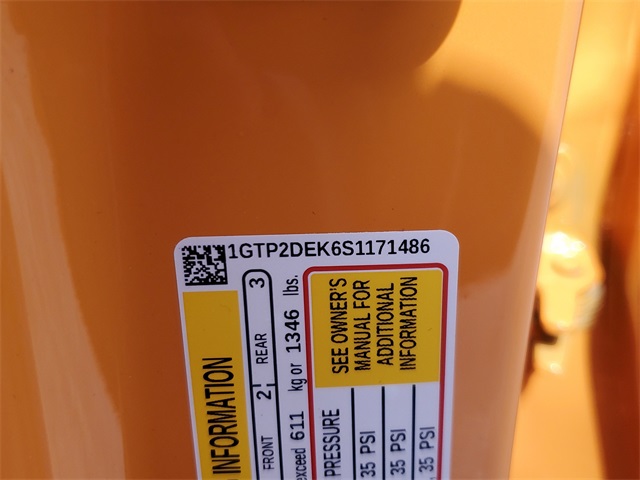 1GTP2DEK6S1171486
INFORMATION
FRONT 2 REAR 3
exceed 611 kg or 1346 lbs.
SEE OWNER'S
MANUAL FOR
ADDITIONAL
INFORMATION
PRESSURE
35 PSI
35 PSI
35 PSI